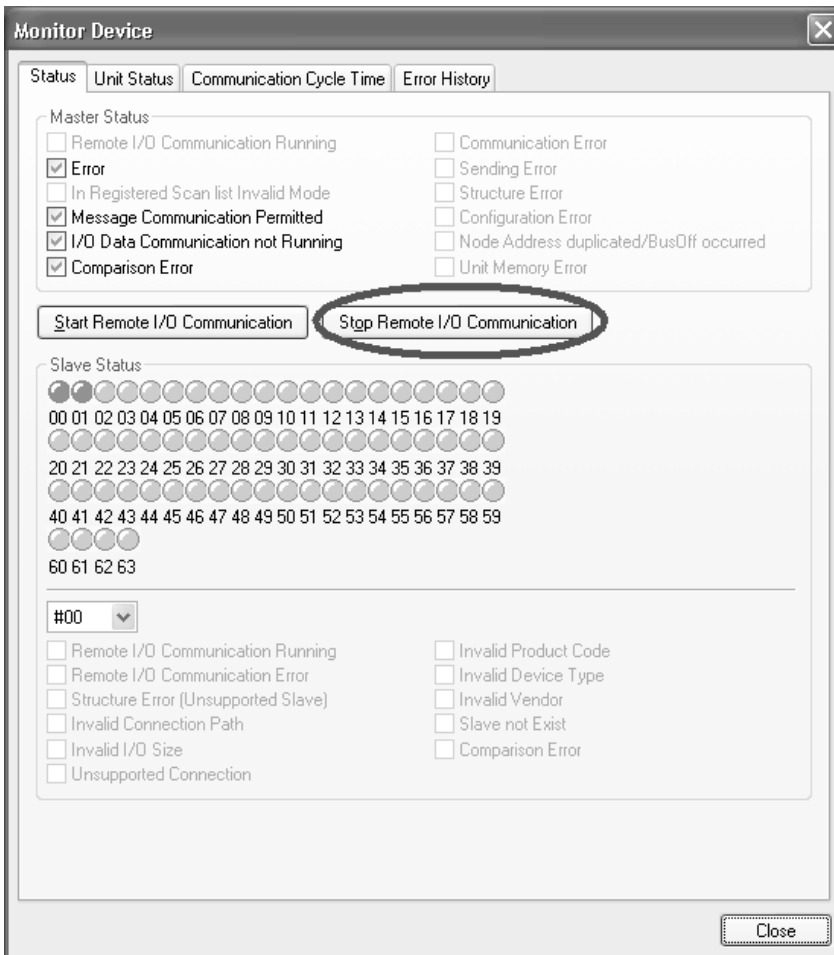 Monitor Device
Status Unit Status Communication Cycle Time Error History
Master Status
Remote I/O Communication Running Communication Error
Error Sending Error
In Registered Scan list Invalid Mode Structure Error
Message Communication Permitted Configuration Error
I/O Data Communication not Running Node Address duplicated/BusOff occurred
Comparison Error Unit Memory Error
Start Remote I/O Communication Stop Remote I/O Communication
Slave Status
00 01 02 03 04 05 06 07 08 09 10 11 12 13 14 15 16 17 18 19
20 21 22 23 24 25 26 27 28 29 30 31 32 33 34 35 36 37 38 39
40 41 42 43 44 45 46 47 48 49 50 51 52 53 54 55 56 57 58 59
60 61 62 63
#00
Remote I/O Communication Running Invalid Product Code
Remote I/O Communication Error Invalid Device Type
Structure Error (Unsupported Slave) Invalid Vendor
Invalid Connection Path Slave not Exist
Invalid I/O Size Comparison Error
Unsupported Connection
Close